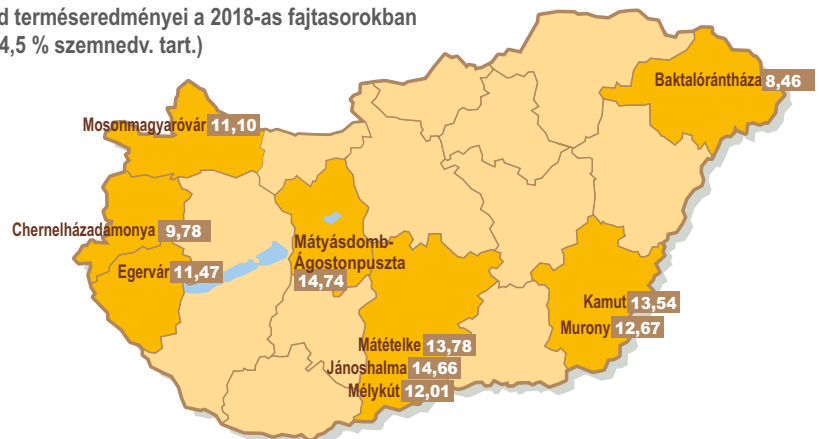 d terméseredményei a 2018-as fajtasorokban
4,5 % szemnedv. tart.)
Baktalórántháza 8,46
Mosonmagyaróvár 11,10
Chernelházadamonya 9,78
Mátyásdomb-
Ágostonpuszta
14,74
Egervár 11,47
Kamut 13,54
Murony 12,67
Mátételke 13,78
Jánoshalma 14,66
Mélykút 12,01